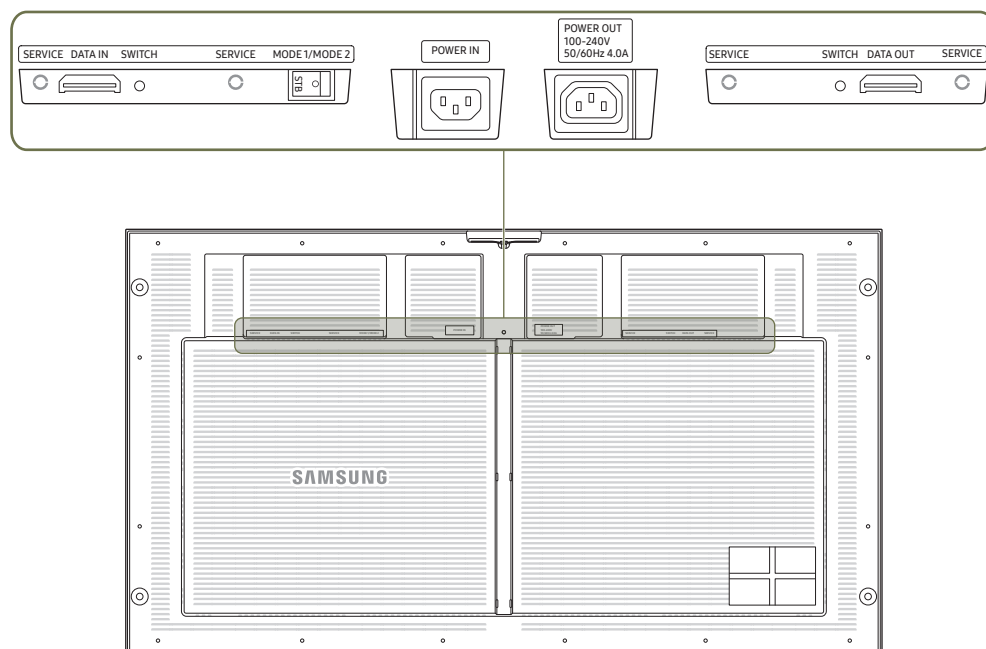 SERVICE DATA IN SWITCH SERVICE MODE 1/MODE 2
STB
POWER IN
POWER OUT
100-240V
50/60Hz 4.0A
SERVICE SWITCH DATA OUT SERVICE
SAMSUNG